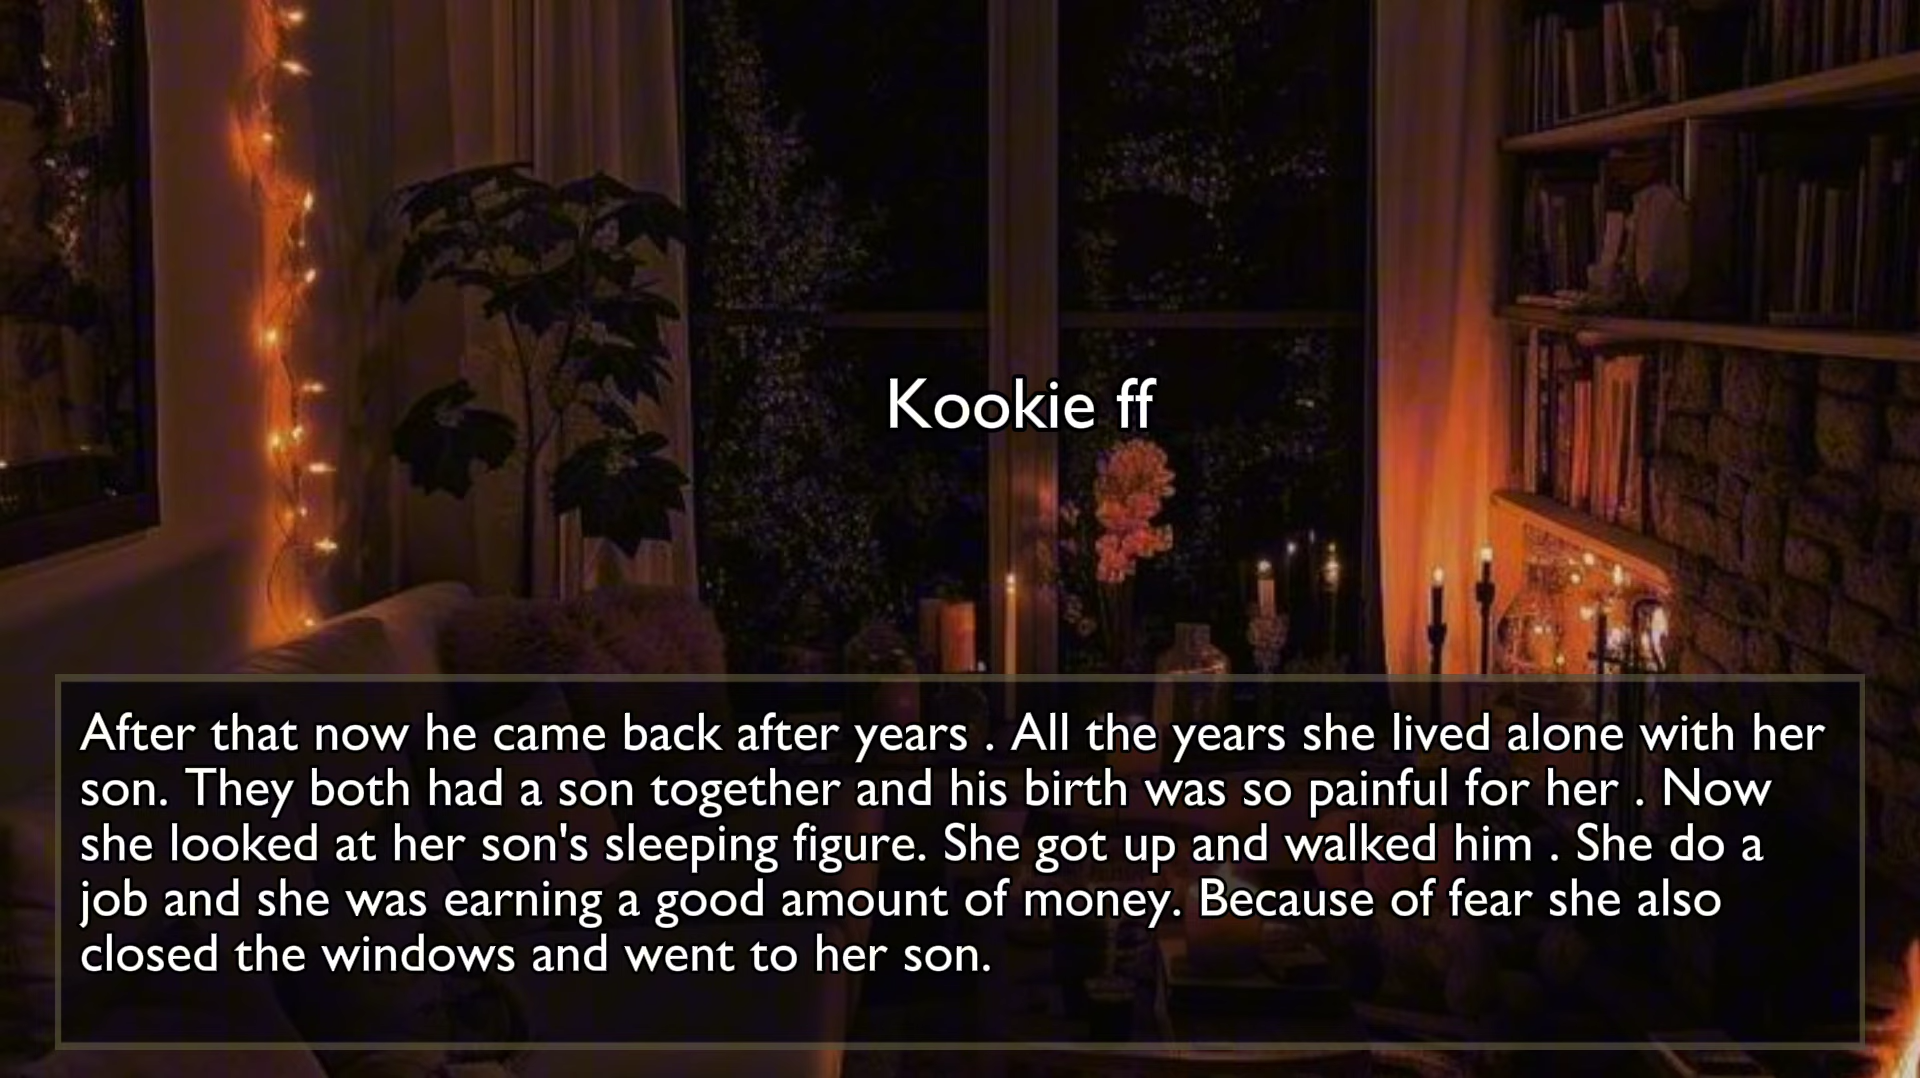 Kookie ff
After that now he came back after years . All the years she lived alone with her
son. They both had a son together and his birth was so painful for her . Now
she looked at her son's sleeping figure. She got up and walked him . She do a
job and she was earning a good amount of money. Because of fear she also
closed the windows and went to her son.